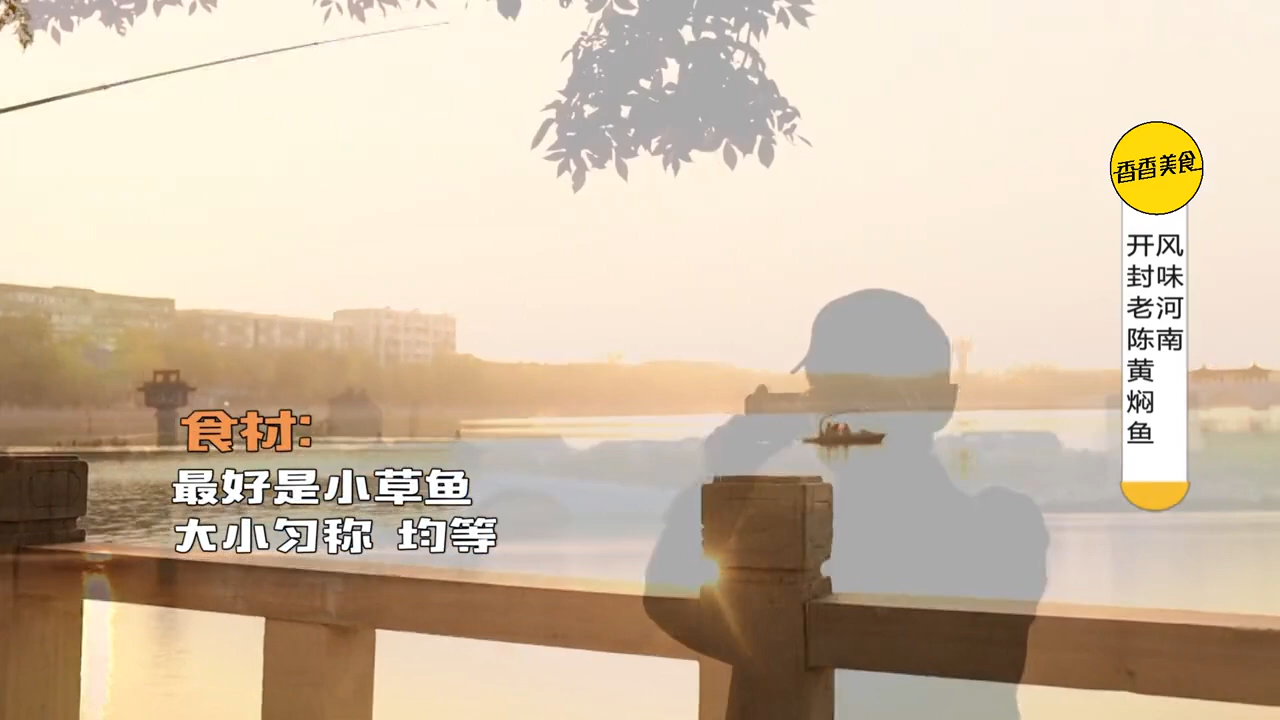 香香美食
风味河南
开封老陈黄焖鱼
食材:
最好是小草鱼
大小匀称 均等